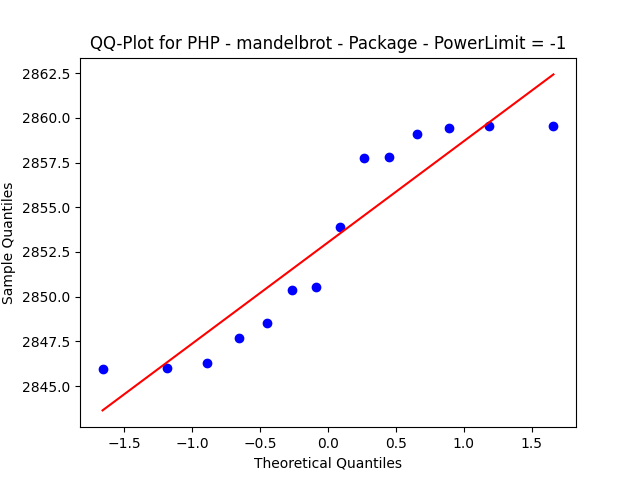 QQ-Plot for PHP - mandelbrot - Package - PowerLimit = -1
2862.5
2860.0
2857.5
2855.0
2852.5
2850.0
2847.5
2845.0
Sample Quantiles
−1.5 −1.0 −0.5 0.0 0.5 1.0 1.5
Theoretical Quantiles